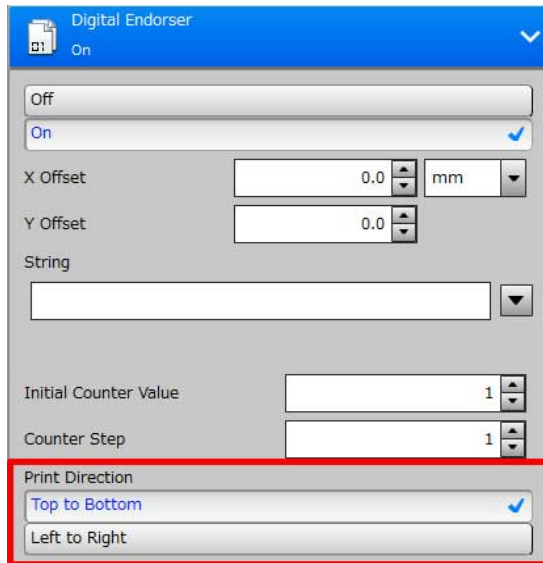 Digital Endorser
01
On
Off
On
X Offset 0.0 mm
Y Offset 0.0
String
Initial Counter Value 1
Counter Step 1
Print Direction
Top to Bottom
Left to Right